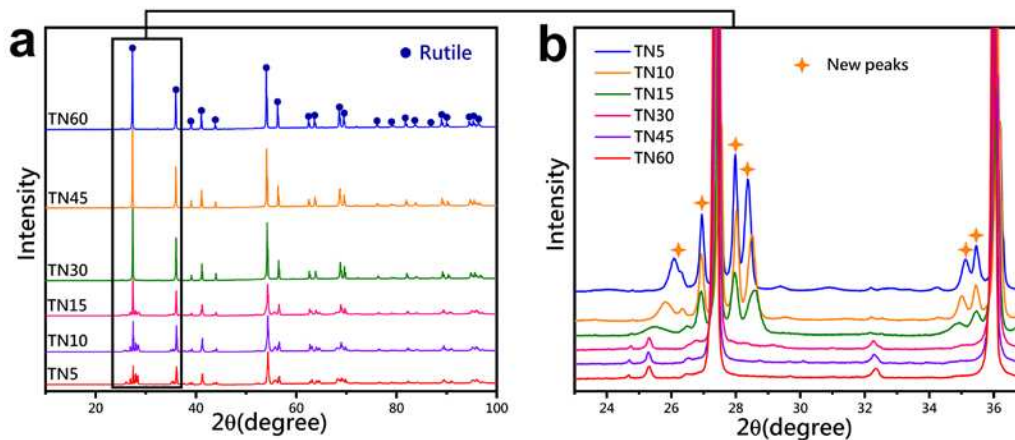 a
Rutile
TN60
TN45
TN30
TN15
TN10
TN5
Intensity
20 40 60 80 100
2θ(degree)
b
TN5
TN10
TN15
TN30
TN45
TN60
New peaks
Intensity
24 26 28 30 32 35 36
2θ(degree)